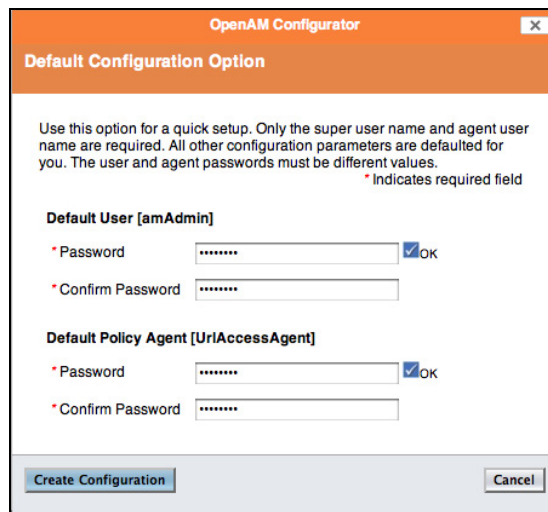 OpenAM Configurator
Default Configuration Option
Use this option for a quick setup. Only the super user name and agent user
name are required. All other configuration parameters are defaulted for
you. The user and agent passwords must be different values.
* Indicates required field
Default User [amAdmin]
* Password •••••••• OK
* Confirm Password ••••••••
Default Policy Agent [UrlAccessAgent]
* Password •••••••• OK
* Confirm Password ••••••••
Create Configuration Cancel